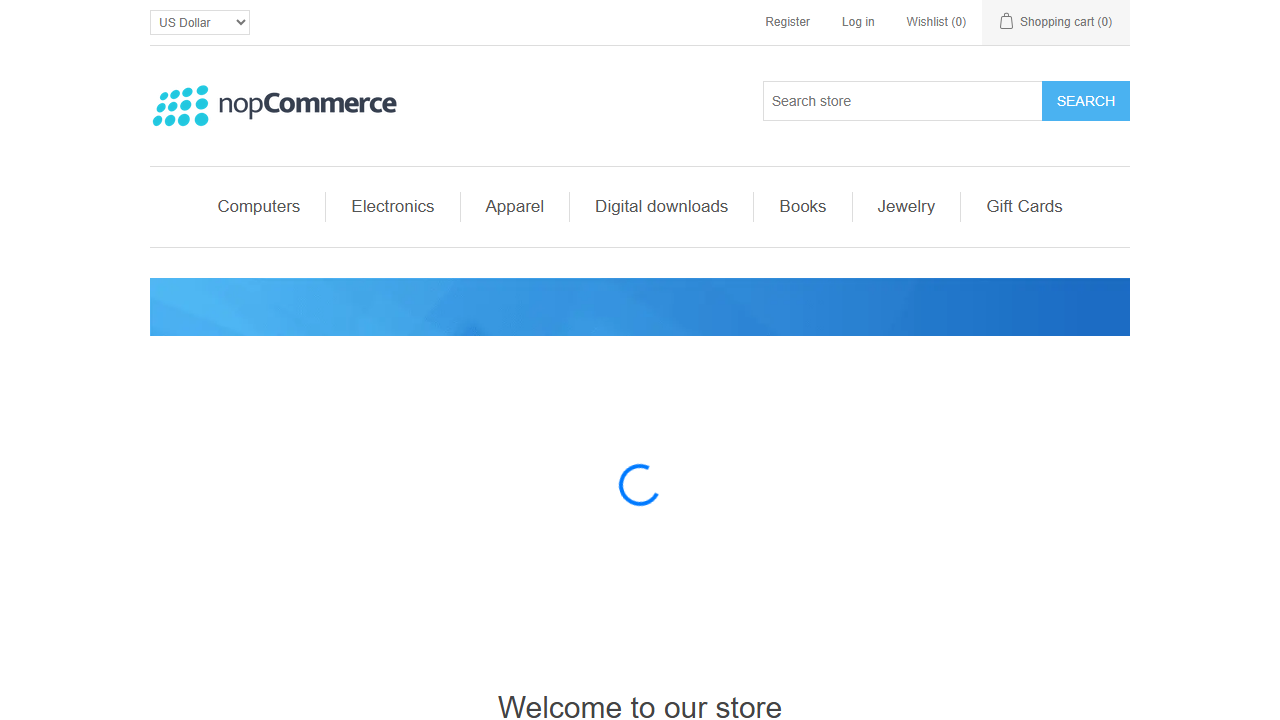 US Dollar
Register
Log in
Wishlist (0)
Shopping cart (0)
nopCommerce
Search store
SEARCH
Computers
Electronics
Apparel
Digital downloads
Books
Jewelry
Gift Cards
Welcome to our store